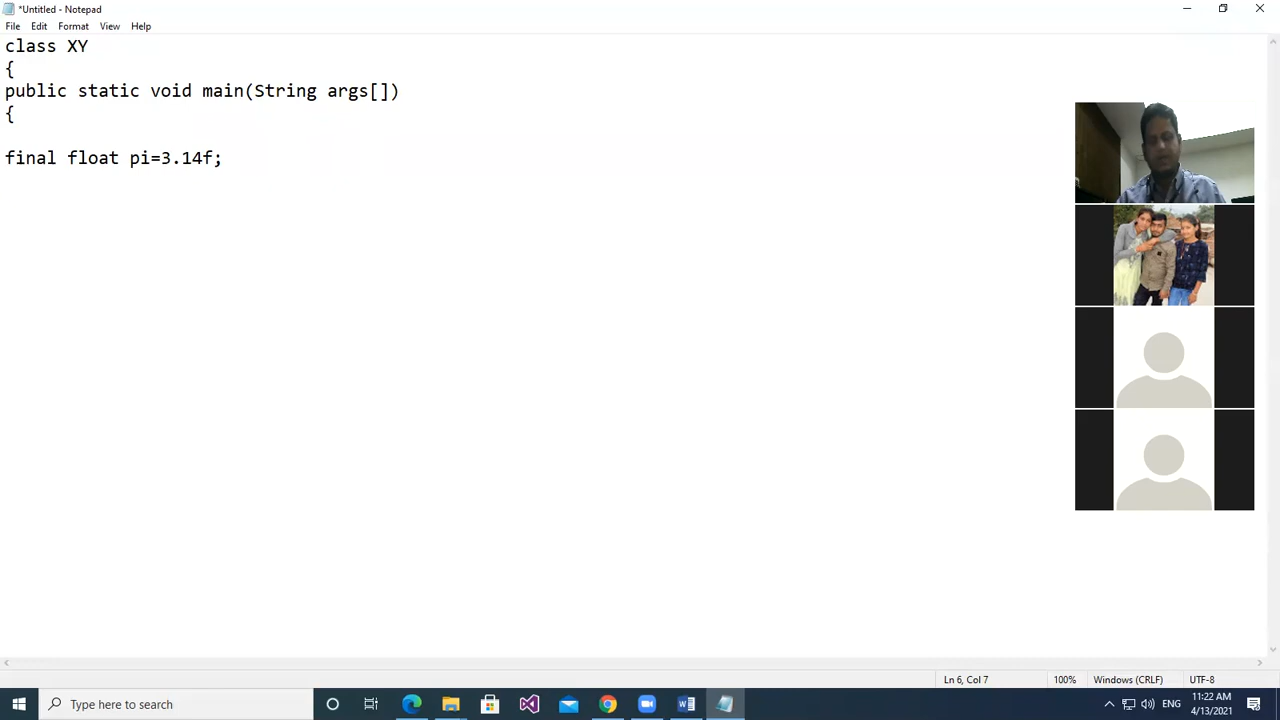 *Untitled - Notepad
File Edit Format View Help
class XY
{
public static void main(String args[])
{
final float pi=3.14f;
Ln 6, Col 7 100% Windows (CRLF) UTF-8
Type here to search
ENG
11:22 AM
4/13/2021